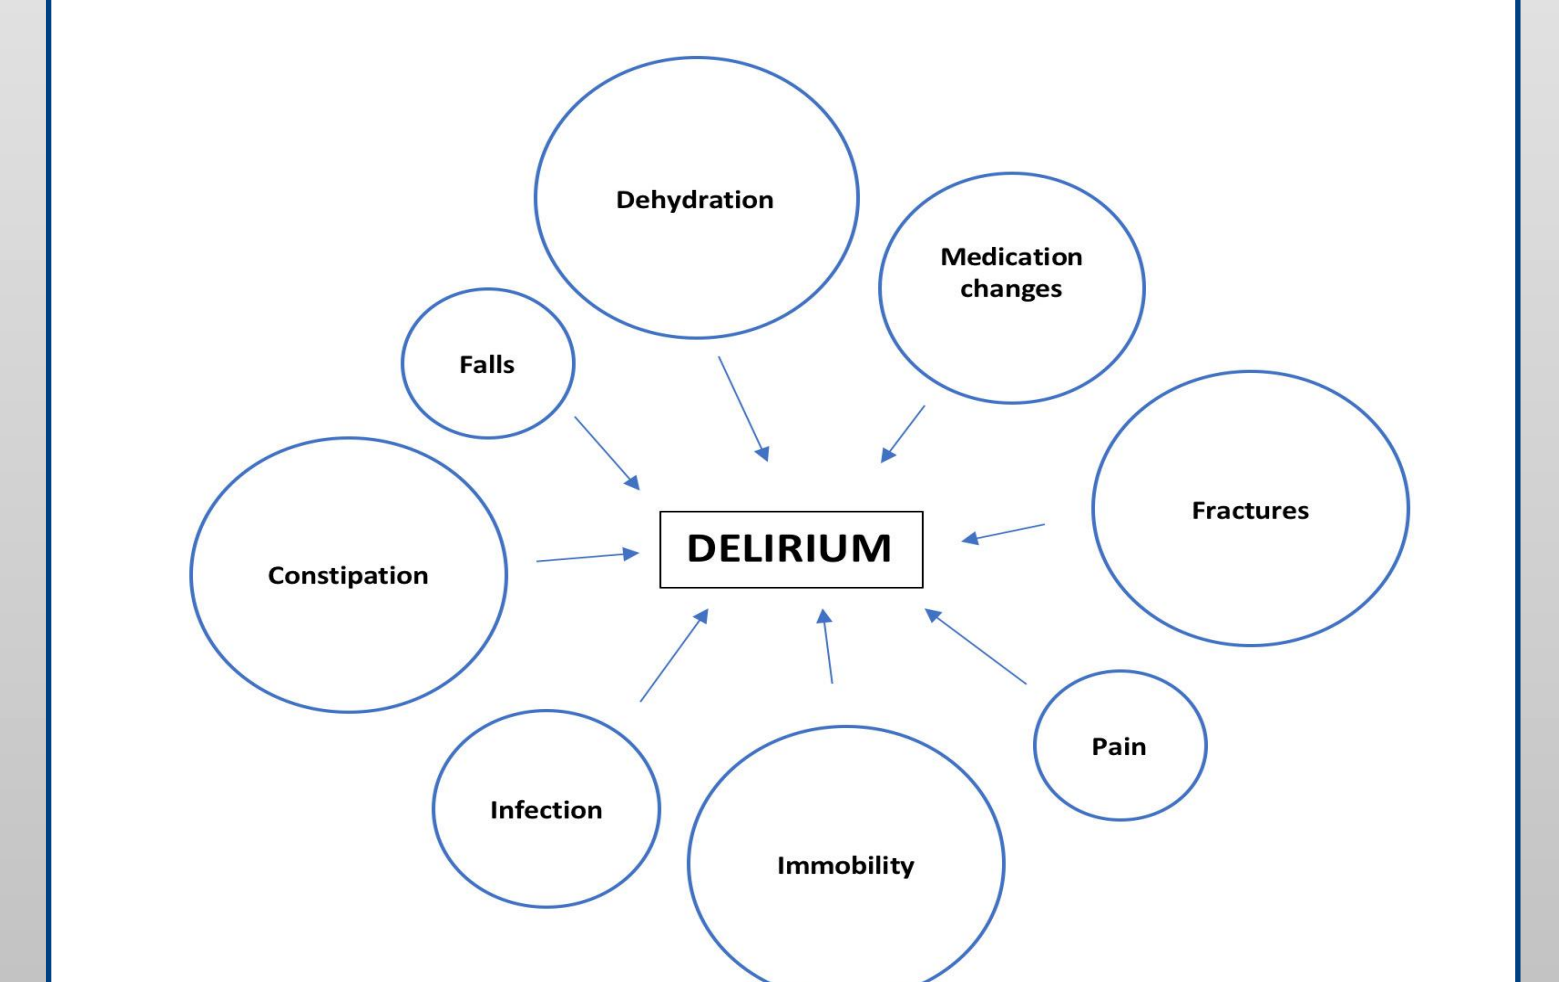 Dehydration
Medication
changes
Falls
Fractures
DELIRIUM
Constipation
Pain
Infection
Immobility